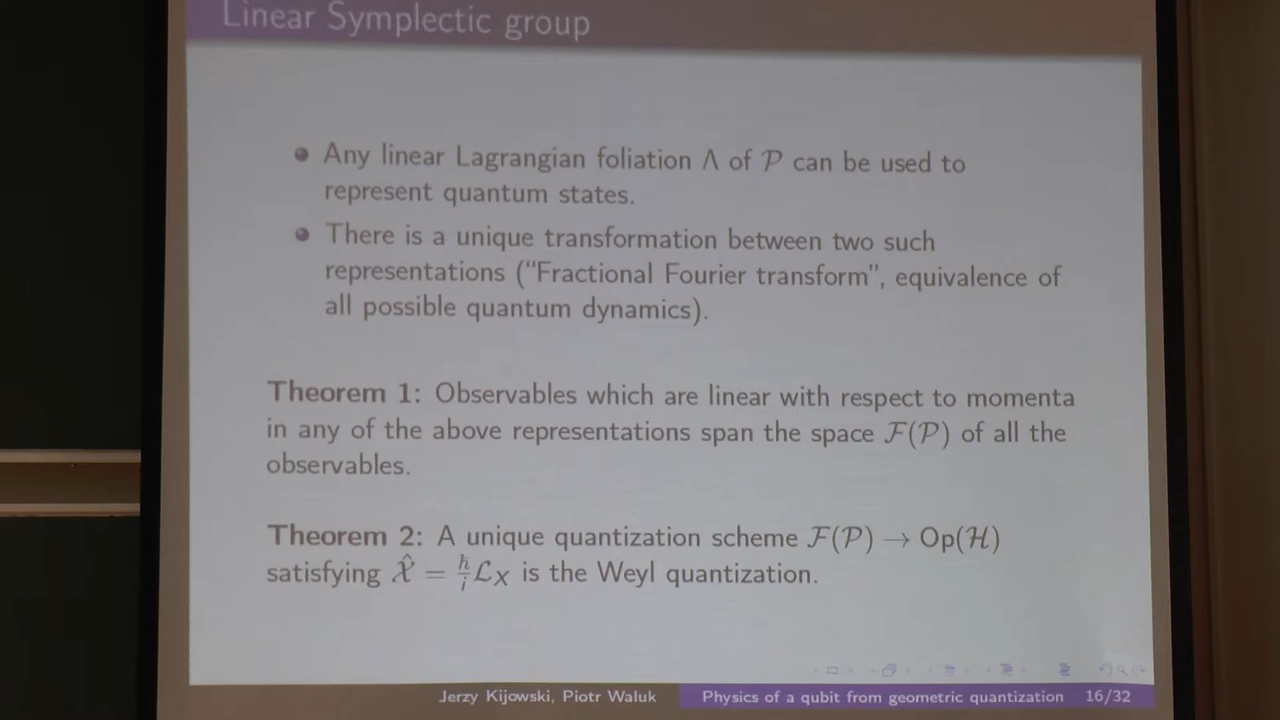 Linear Symplectic group
Any linear Lagrangian foliation Λ of 𝒫 can be used to
represent quantum states.
There is a unique transformation between two such
representations (“Fractional Fourier transform”, equivalence of
all possible quantum dynamics).
Theorem 1: Observables which are linear with respect to momenta
in any of the above representations span the space ℱ(𝒫) of all the
observables.
Theorem 2: A unique quantization scheme ℱ(𝒫) → Op(ℋ)
satisfying 𝒳̂ = ℏ/i ℒ_X is the Weyl quantization.
Jerzy Kijowski, Piotr Waluk Physics of a qubit from geometric quantization 16/32